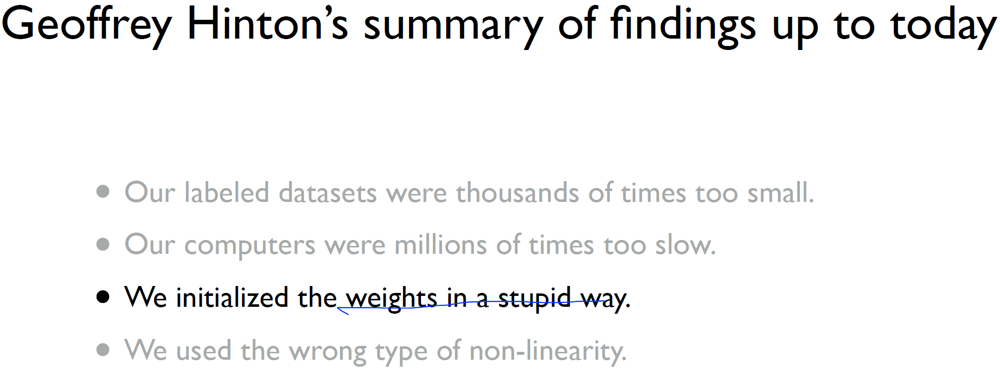 Geoffrey Hinton’s summary of findings up to today
● Our labeled datasets were thousands of times too small.
● Our computers were millions of times too slow.
● We initialized the weights in a stupid way.
● We used the wrong type of non-linearity.